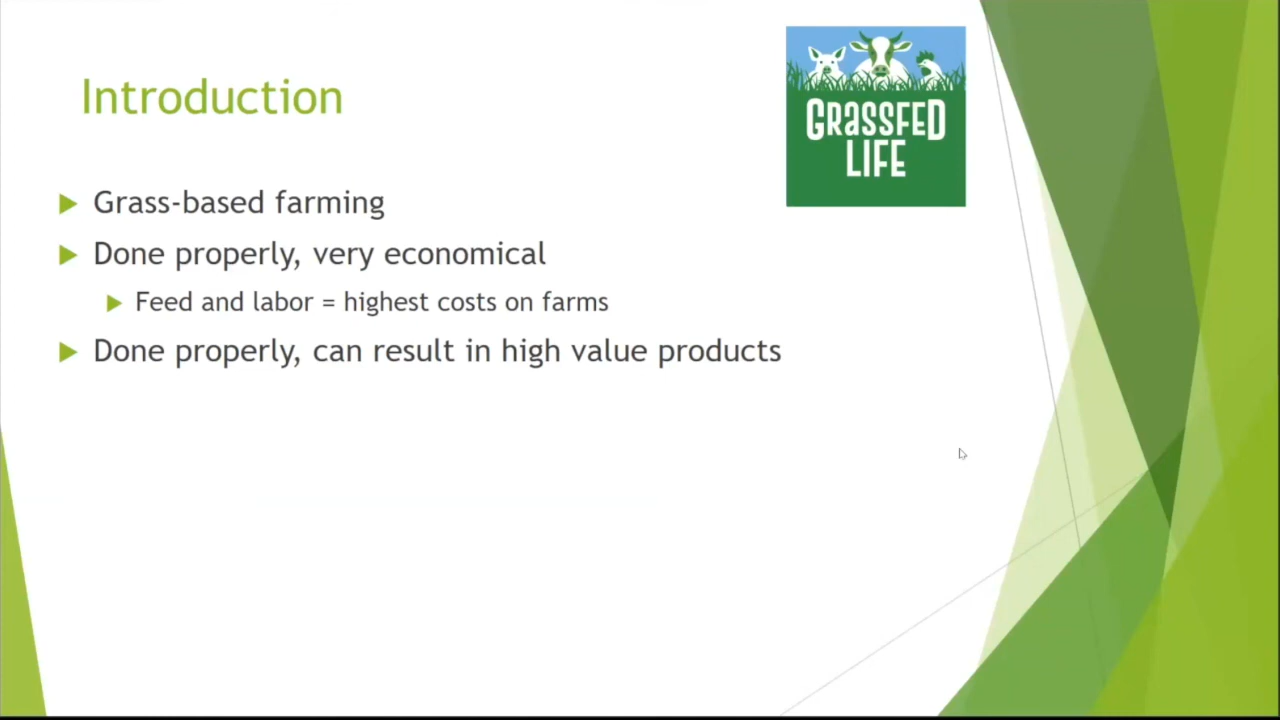 Introduction
GRaSSFeD
LIFE
Grass-based farming
Done properly, very economical
Feed and labor = highest costs on farms
Done properly, can result in high value products